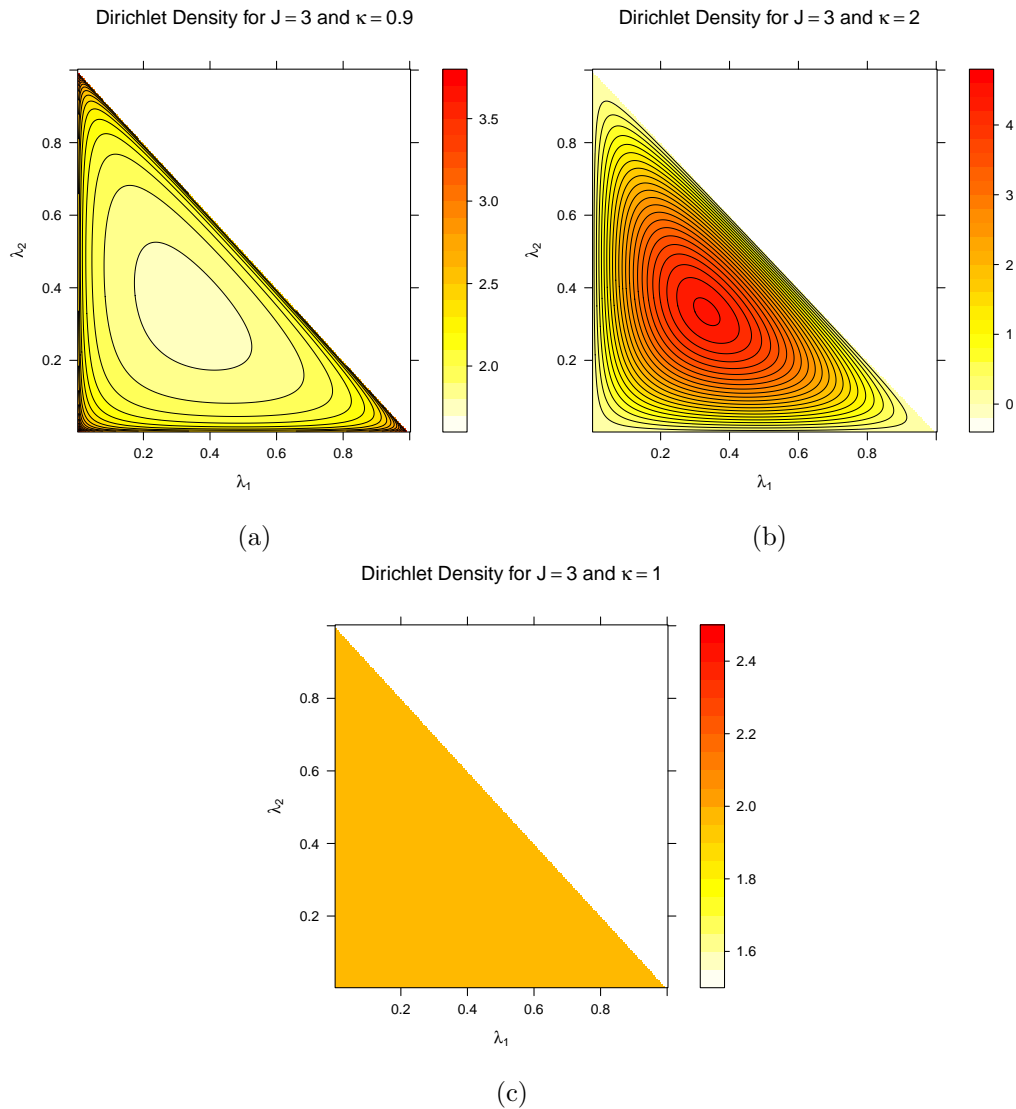 Dirichlet Density for J = 3 and κ = 0.9
0.2
0.4
0.6
0.8
λ2
0.2 0.4 0.6 0.8
λ1
2.0
2.5
3.0
3.5
(a)
Dirichlet Density for J = 3 and κ = 2
0.2
0.4
0.6
0.8
λ2
0.2 0.4 0.6 0.8
λ1
0
1
2
3
4
(b)
Dirichlet Density for J = 3 and κ = 1
0.2
0.4
0.6
0.8
λ2
0.2 0.4 0.6 0.8
λ1
1.6
1.8
2.0
2.2
2.4
(c)